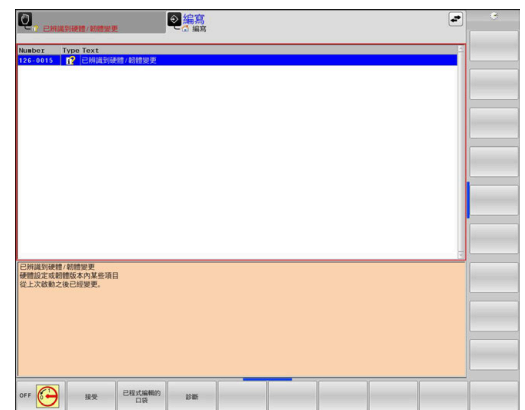 已辨識到硬體/韌體變更
編寫
編寫
Number Type Text
126-0015 已辨識到硬體/韌體變更
已辨識到硬體/韌體變更
硬體設定或韌體版本內某些項目
從上次啟動之後已經變更。
OFF
接受
已程式編輯的
口袋
診斷